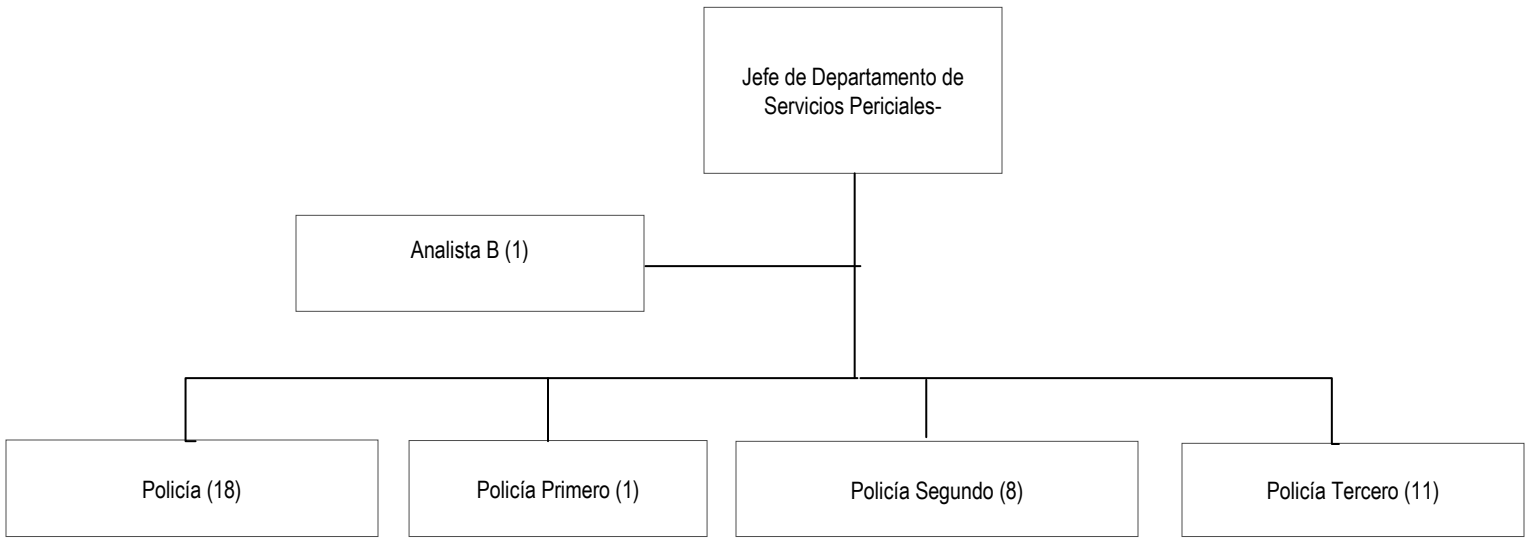 Jefe de Departamento de
Servicios Periciales-
Analista B (1)
Policía (18)
Policía Primero (1)
Policía Segundo (8)
Policía Tercero (11)